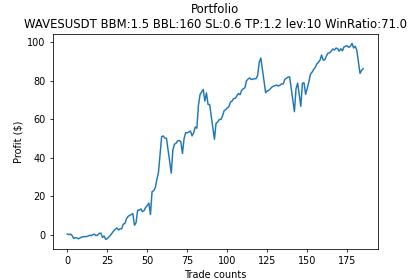 Portfolio
WAVESUSDT BBM:1.5 BBL:160 SL:0.6 TP:1.2 lev:10 WinRatio:71.0
100
80
60
40
20
0
Profit ($)
0 25 50 75 100 125 150 175
Trade counts